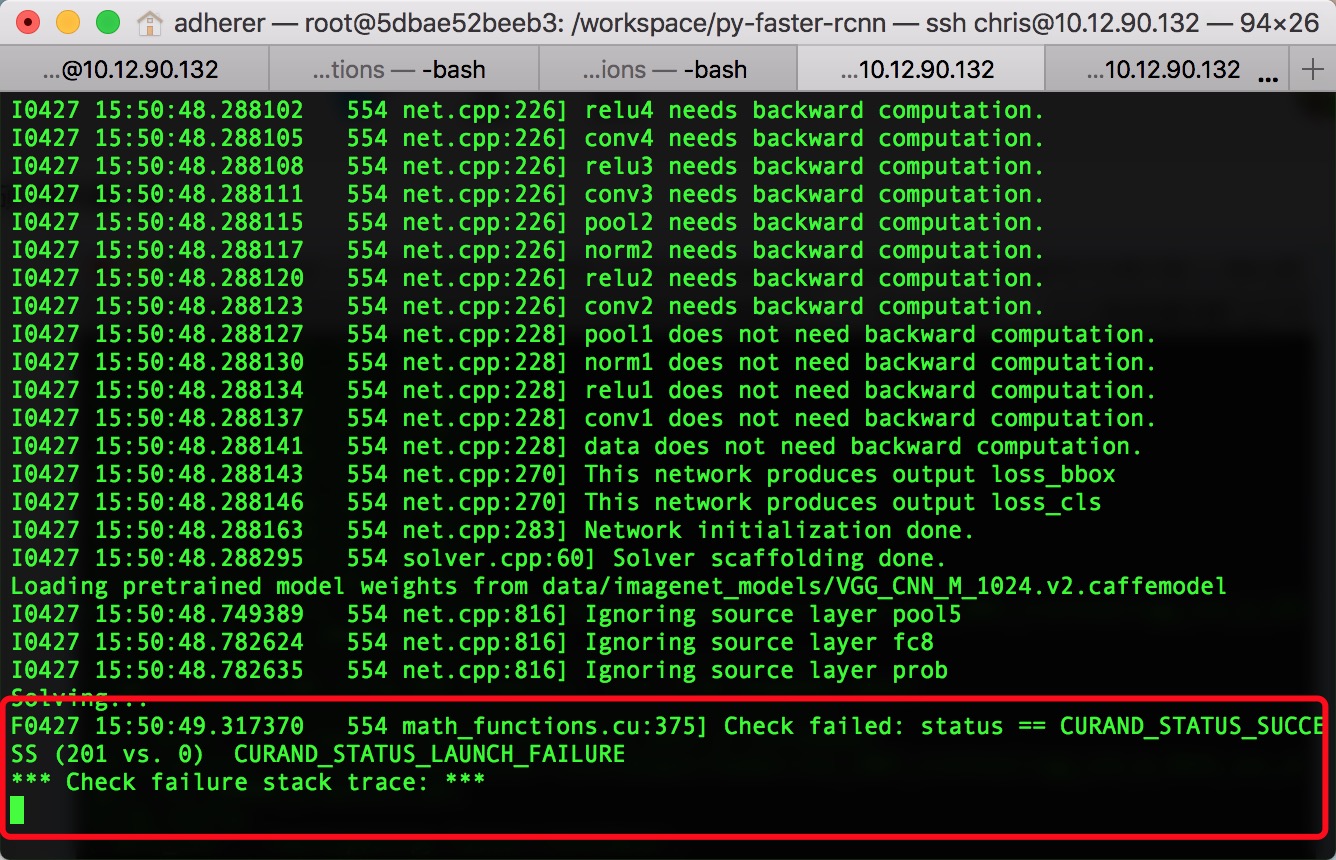 adherer — root@5dbae52beeb3: /workspace/py-faster-rcnn — ssh chris@10.12.90.132 — 94×26
...@10.12.90.132 ...tions — -bash ...ions — -bash ...10.12.90.132 ...10.12.90.132 ... +
I0427 15:50:48.288102   554 net.cpp:226] relu4 needs backward computation.
I0427 15:50:48.288105   554 net.cpp:226] conv4 needs backward computation.
I0427 15:50:48.288108   554 net.cpp:226] relu3 needs backward computation.
I0427 15:50:48.288111   554 net.cpp:226] conv3 needs backward computation.
I0427 15:50:48.288115   554 net.cpp:226] pool2 needs backward computation.
I0427 15:50:48.288117   554 net.cpp:226] norm2 needs backward computation.
I0427 15:50:48.288120   554 net.cpp:226] relu2 needs backward computation.
I0427 15:50:48.288123   554 net.cpp:226] conv2 needs backward computation.
I0427 15:50:48.288127   554 net.cpp:228] pool1 does not need backward computation.
I0427 15:50:48.288130   554 net.cpp:228] norm1 does not need backward computation.
I0427 15:50:48.288134   554 net.cpp:228] relu1 does not need backward computation.
I0427 15:50:48.288137   554 net.cpp:228] conv1 does not need backward computation.
I0427 15:50:48.288141   554 net.cpp:228] data does not need backward computation.
I0427 15:50:48.288143   554 net.cpp:270] This network produces output loss_bbox
I0427 15:50:48.288146   554 net.cpp:270] This network produces output loss_cls
I0427 15:50:48.288163   554 net.cpp:283] Network initialization done.
I0427 15:50:48.288295   554 solver.cpp:60] Solver scaffolding done.
Loading pretrained model weights from data/imagenet_models/VGG_CNN_M_1024.v2.caffemodel
I0427 15:50:48.749389   554 net.cpp:816] Ignoring source layer pool5
I0427 15:50:48.782624   554 net.cpp:816] Ignoring source layer fc8
I0427 15:50:48.782635   554 net.cpp:816] Ignoring source layer prob
Solving...
F0427 15:50:49.317370   554 math_functions.cu:375] Check failed: status == CURAND_STATUS_SUCCE
SS (201 vs. 0)  CURAND_STATUS_LAUNCH_FAILURE
*** Check failure stack trace: ***